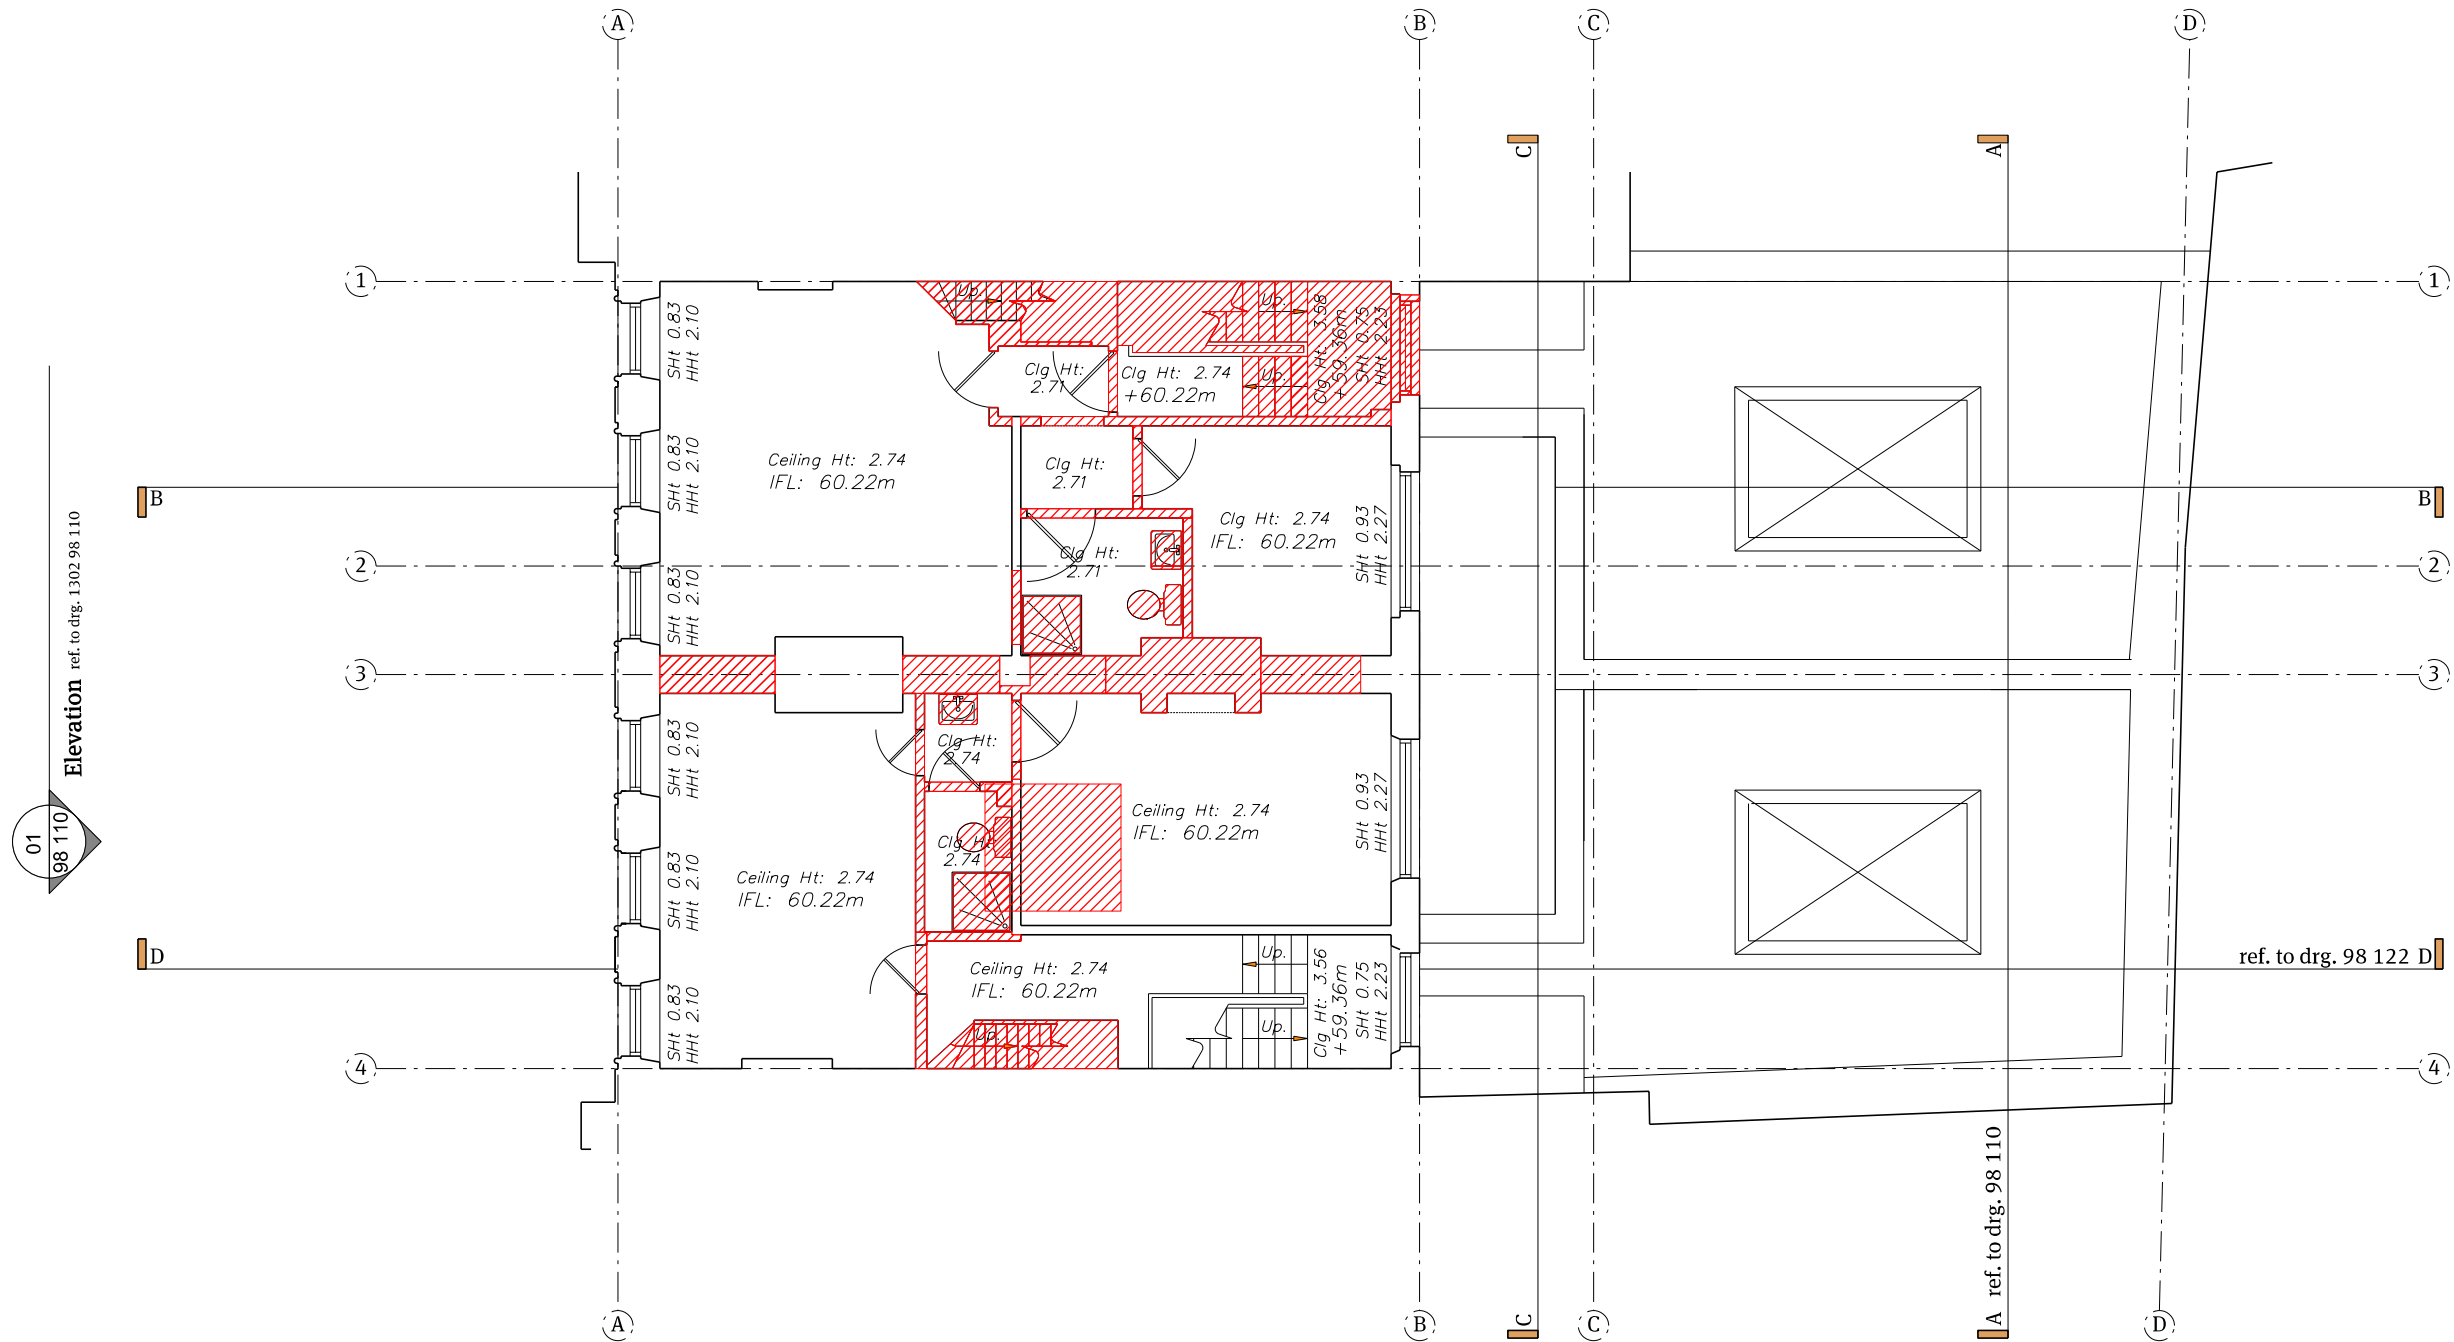 A
B
C
D
C
A
1
1
Up.
Up.
SHt 0.83
HHt 2.10
Clg Ht: 3.58
+59.36m
SHt 0.75
HHt 2.23
Clg Ht:
2.71
Clg Ht: 2.74
+60.22m
Up.
SHt 0.83
HHt 2.10
Ceiling Ht: 2.74
IFL: 60.22m
Clg Ht:
2.71
B
B
Clg Ht: 2.74
IFL: 60.22m
SHt 0.93
HHt 2.27
Clg Ht:
2.71
2
2
SHt 0.83
HHt 2.10
Elevation ref. to drg. 1302 98 110
3
3
SHt 0.83
HHt 2.10
Clg Ht:
2.74
01
98 110
Ceiling Ht: 2.74
IFL: 60.22m
SHt 0.93
HHt 2.27
Clg Ht:
2.74
SHt 0.83
HHt 2.10
Ceiling Ht: 2.74
IFL: 60.22m
D
ref. to drg. 98 122 D
Ceiling Ht: 2.74
IFL: 60.22m
Up.
Clg Ht: 3.56
+59.36m
SHt 0.75
HHt 2.23
SHt 0.83
HHt 2.10
Up.
Up.
4
4
A ref. to drg. 98 110
C
A
B
C
D